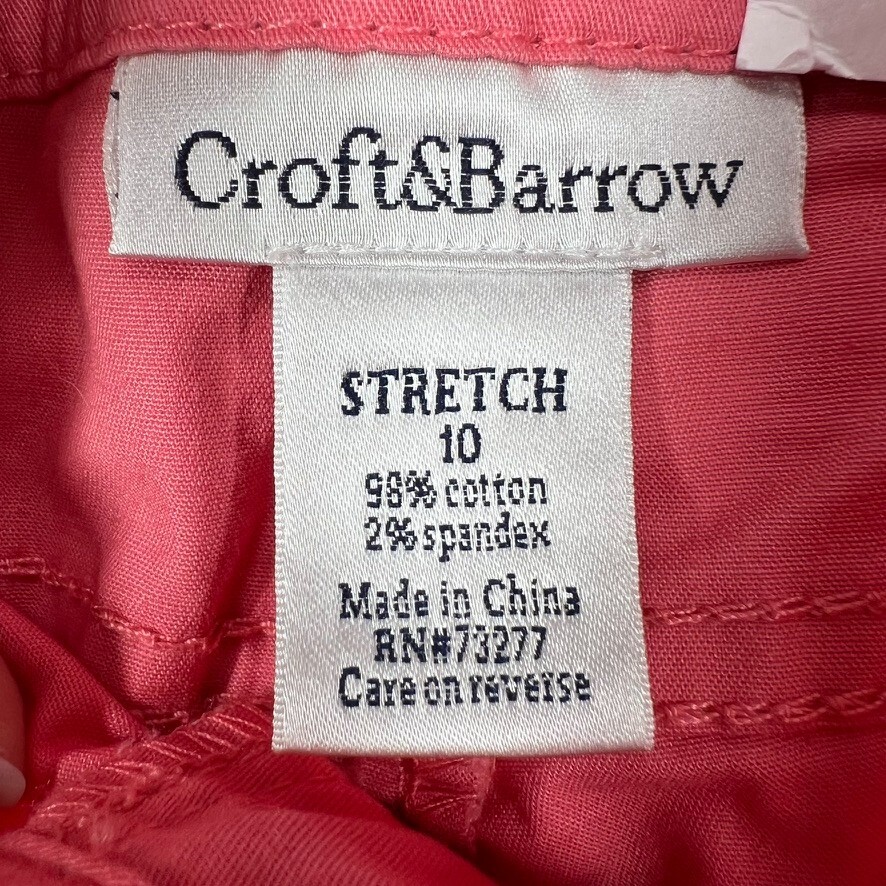 Croft&Barrow
STRETCH
10
98% cotton
2% spandex
Made in China
RN#73277
Care on reverse